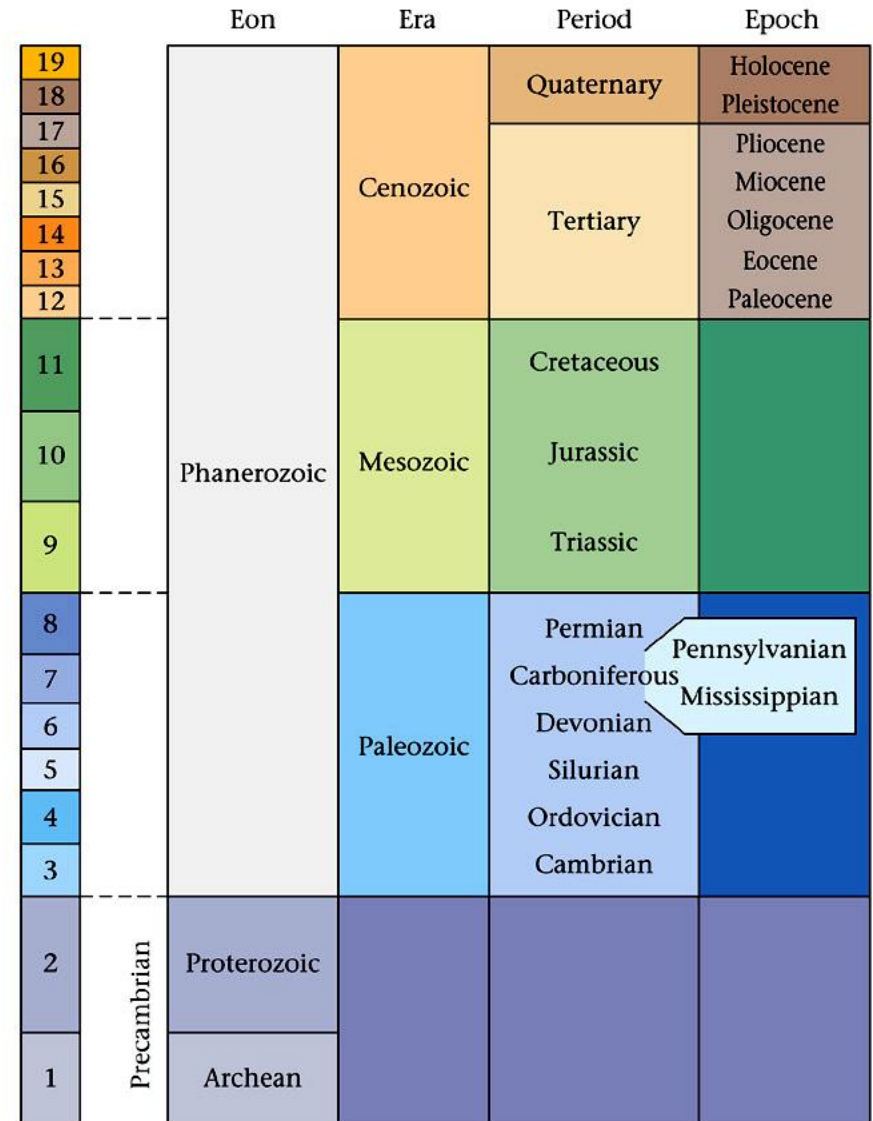 Eon Era Period Epoch
19
18
17
16
15
14
13
12
11
10
9
8
7
6
5
4
3
2
1
Precambrian
Phanerozoic
Proterozoic
Archean
Cenozoic
Mesozoic
Paleozoic
Quaternary
Tertiary
Cretaceous
Jurassic
Triassic
Permian
Carboniferous
Devonian
Silurian
Ordovician
Cambrian
Holocene
Pleistocene
Pliocene
Miocene
Oligocene
Eocene
Paleocene
Pennsylvanian
Mississippian